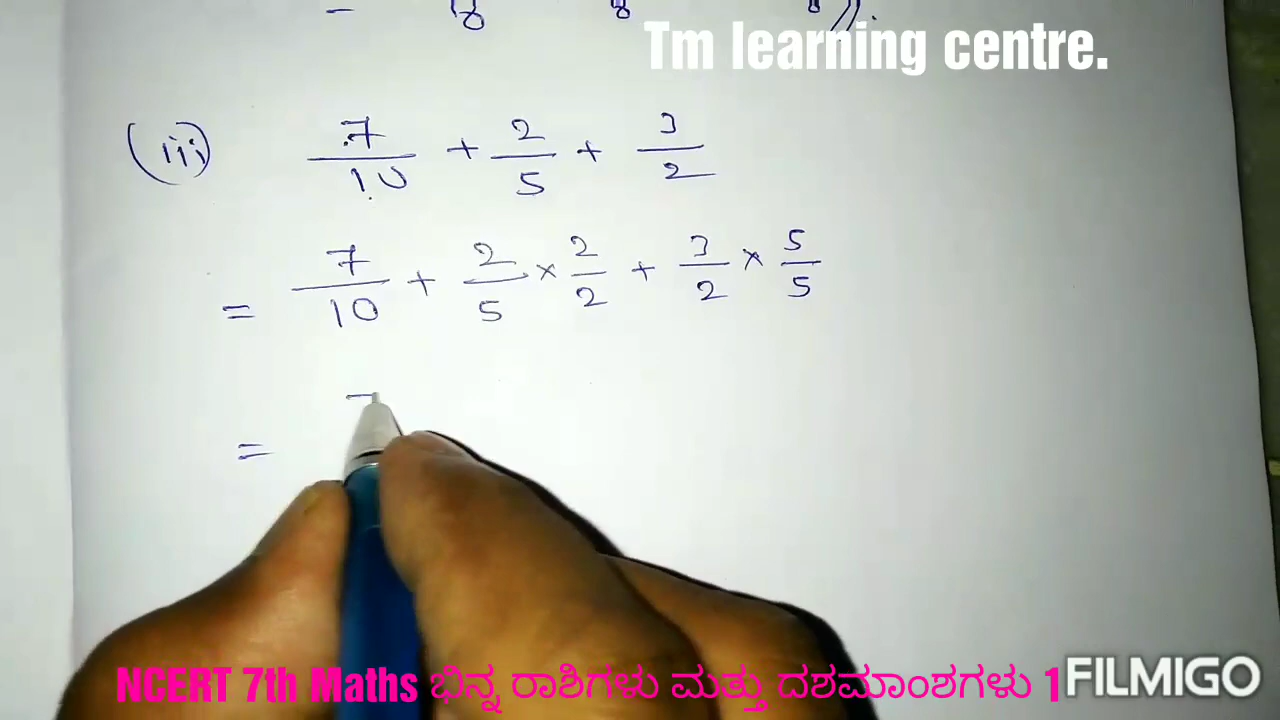 Tm learning centre.
(iii) 7/10 + 2/5 + 3/2
= 7/10 + 2/5 × 2/2 + 3/2 × 5/5
=
NCERT 7th Maths ಭಿನ್ನ ರಾಶಿಗಳು ಮತ್ತು ದಶಮಾಂಶಗಳು 1
FILMIGO